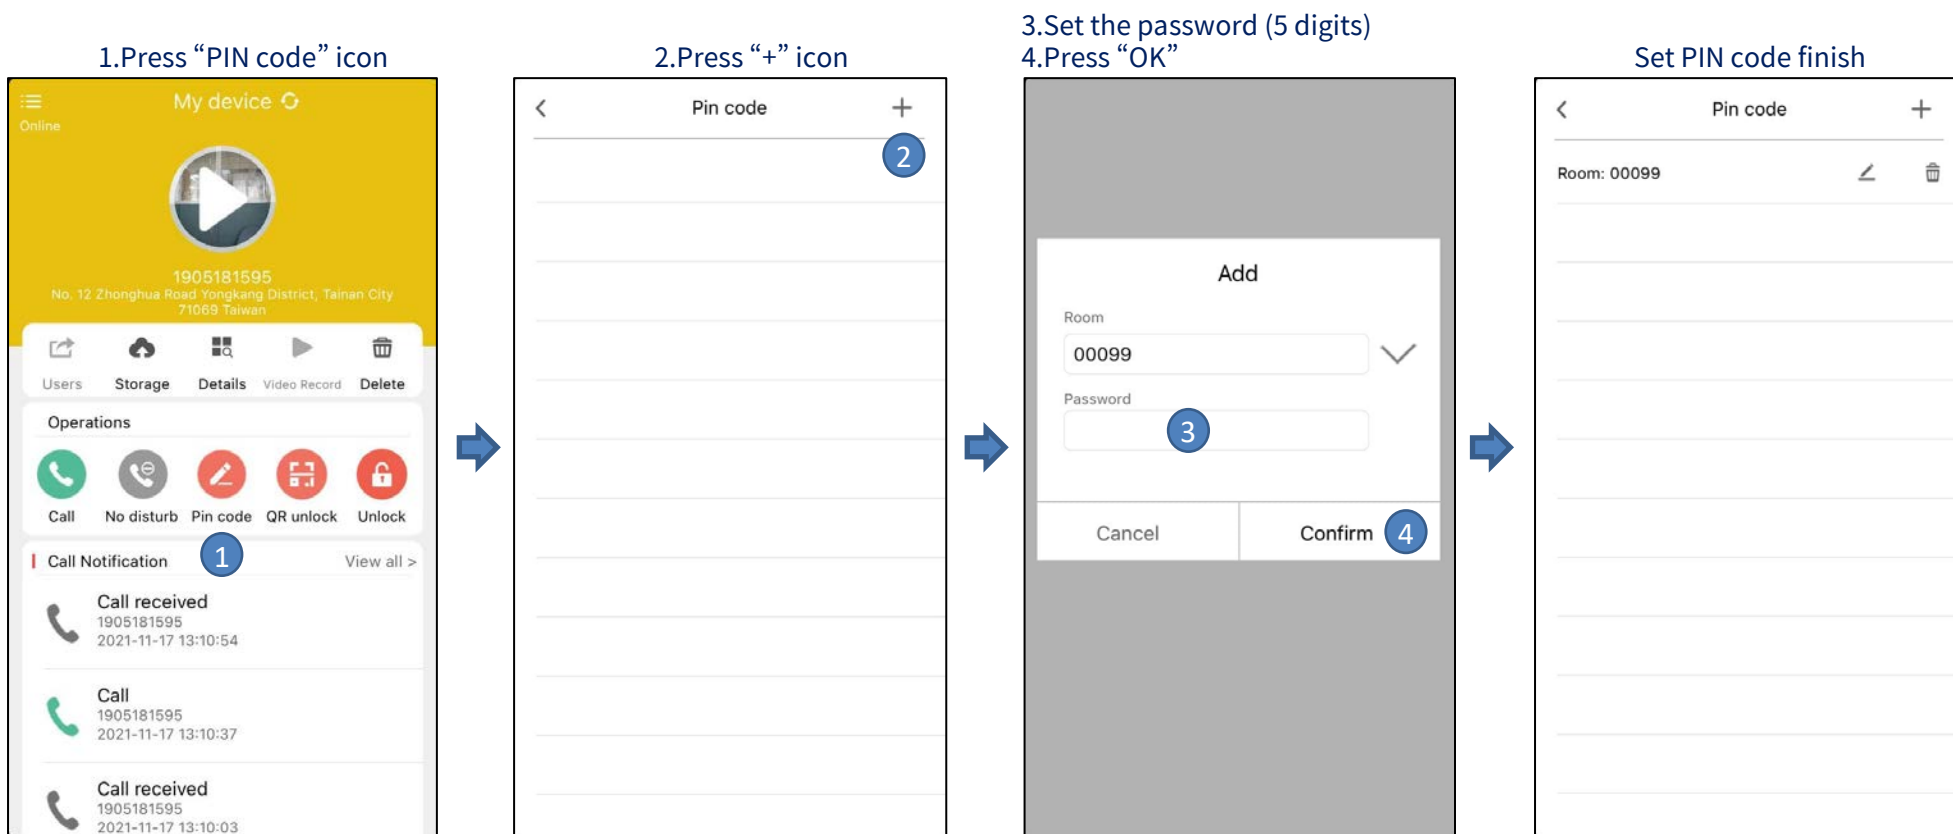 1.Press “PIN code” icon
My device
Online
1905181595
No. 12 Zhonghua Road Yongkang District, Tainan City
71069 Taiwan
Users Storage Details Video Record Delete
Operations
Call No disturb Pin code QR unlock Unlock
Call Notification 1 View all >
Call received
1905181595
2021-11-17 13:10:54
Call
1905181595
2021-11-17 13:10:37
Call received
1905181595
2021-11-17 13:10:03
2.Press “+” icon
< Pin code +
2
3.Set the password (5 digits)
4.Press “OK”
Add
Room
00099
Password
3
Cancel Confirm 4
Set PIN code finish
< Pin code +
Room: 00099